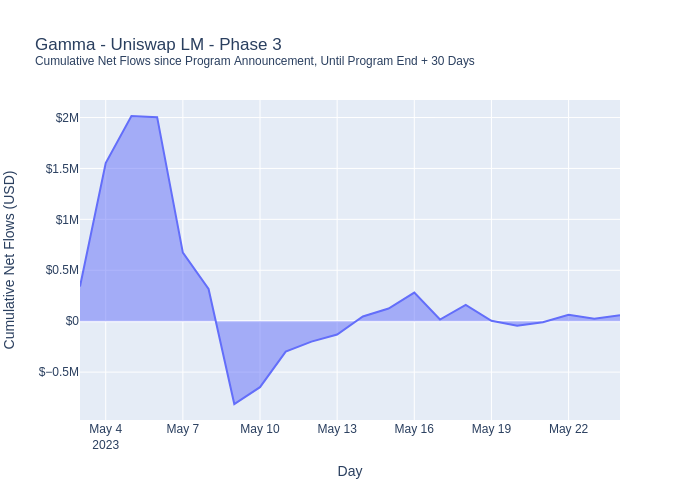 Gamma - Uniswap LM - Phase 3
Cumulative Net Flows since Program Announcement, Until Program End + 30 Days
Cumulative Net Flows (USD)
$2M
$1.5M
$1M
$0.5M
$0
$−0.5M
May 4
2023
May 7
May 10
May 13
May 16
May 19
May 22
Day